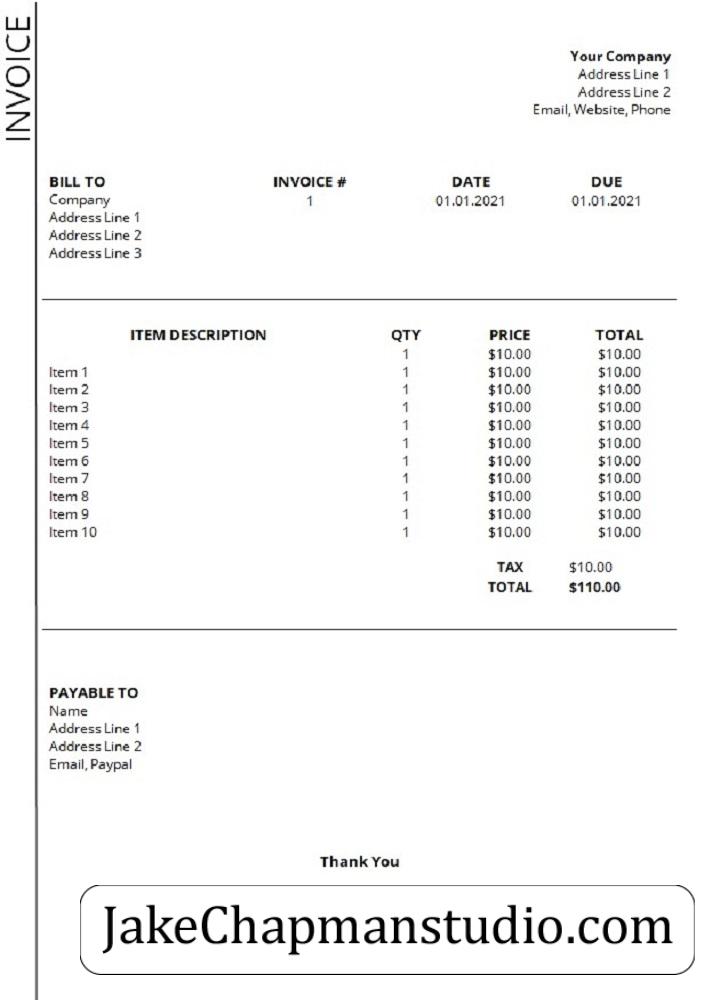 INVOICE
Your Company
Address Line 1
Address Line 2
Email, Website, Phone
BILL TO INVOICE # DATE DUE
Company 1 01.01.2021 01.01.2021
Address Line 1
Address Line 2
Address Line 3
ITEM DESCRIPTION QTY PRICE TOTAL
1 $10.00 $10.00
Item 1 1 $10.00 $10.00
Item 2 1 $10.00 $10.00
Item 3 1 $10.00 $10.00
Item 4 1 $10.00 $10.00
Item 5 1 $10.00 $10.00
Item 6 1 $10.00 $10.00
Item 7 1 $10.00 $10.00
Item 8 1 $10.00 $10.00
Item 9 1 $10.00 $10.00
Item 10 1 $10.00 $10.00
TAX $10.00
TOTAL $110.00
PAYABLE TO
Name
Address Line 1
Address Line 2
Email, Paypal
Thank You
JakeChapmanstudio.com